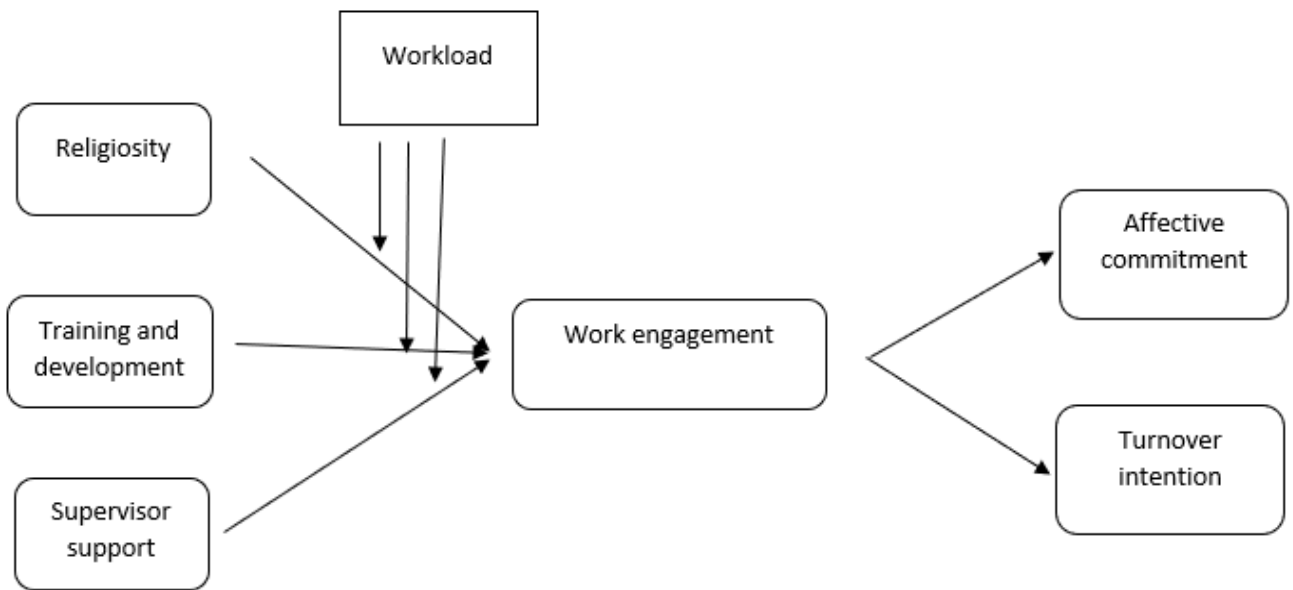 Workload
Religiosity
Training and
development
Supervisor
support
Work engagement
Affective
commitment
Turnover
intention